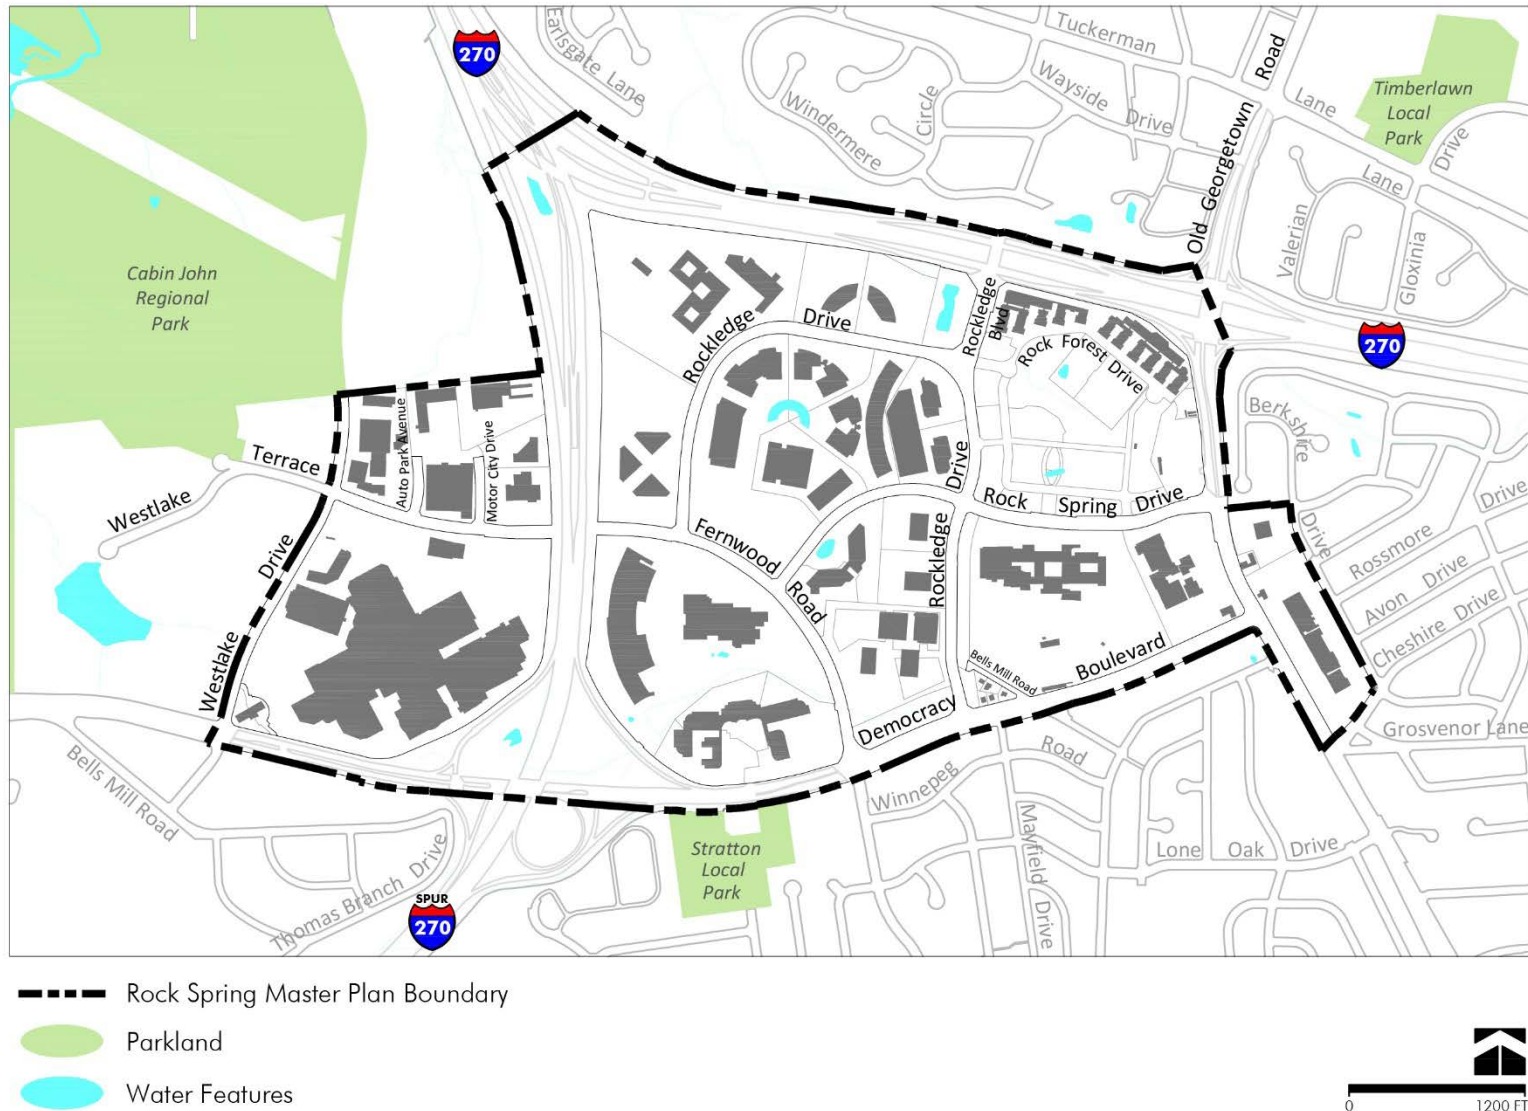 Earlsgate Lane
270
Tuckerman
Lane
Wayside Drive
Windermere
Circle
Old Georgetown Road
Timberlawn
Local
Park
Drive
Lane
Valerian
Gloxinia
Cabin John
Regional
Park
Rockledge Drive
Rockledge
Blvd
Rock Forest Drive
270
Berkshire
Drive
Auto Park Avenue
Motor City Drive
Westlake Terrace
Drive
Rock Spring Drive
Fernwood
Road
Rockledge
Westlake
Drive
Rossmore Drive
Avon Drive
Cheshire Drive
Bells Mill Road
Democracy Boulevard
Grosvenor Lane
Bells Mill Road
Winnepeg
Road
Mayfield Drive
Lone Oak Drive
Stratton
Local
Park
Thomas Branch Drive
SPUR
270
Rock Spring Master Plan Boundary
Parkland
Water Features
0 1200 FT